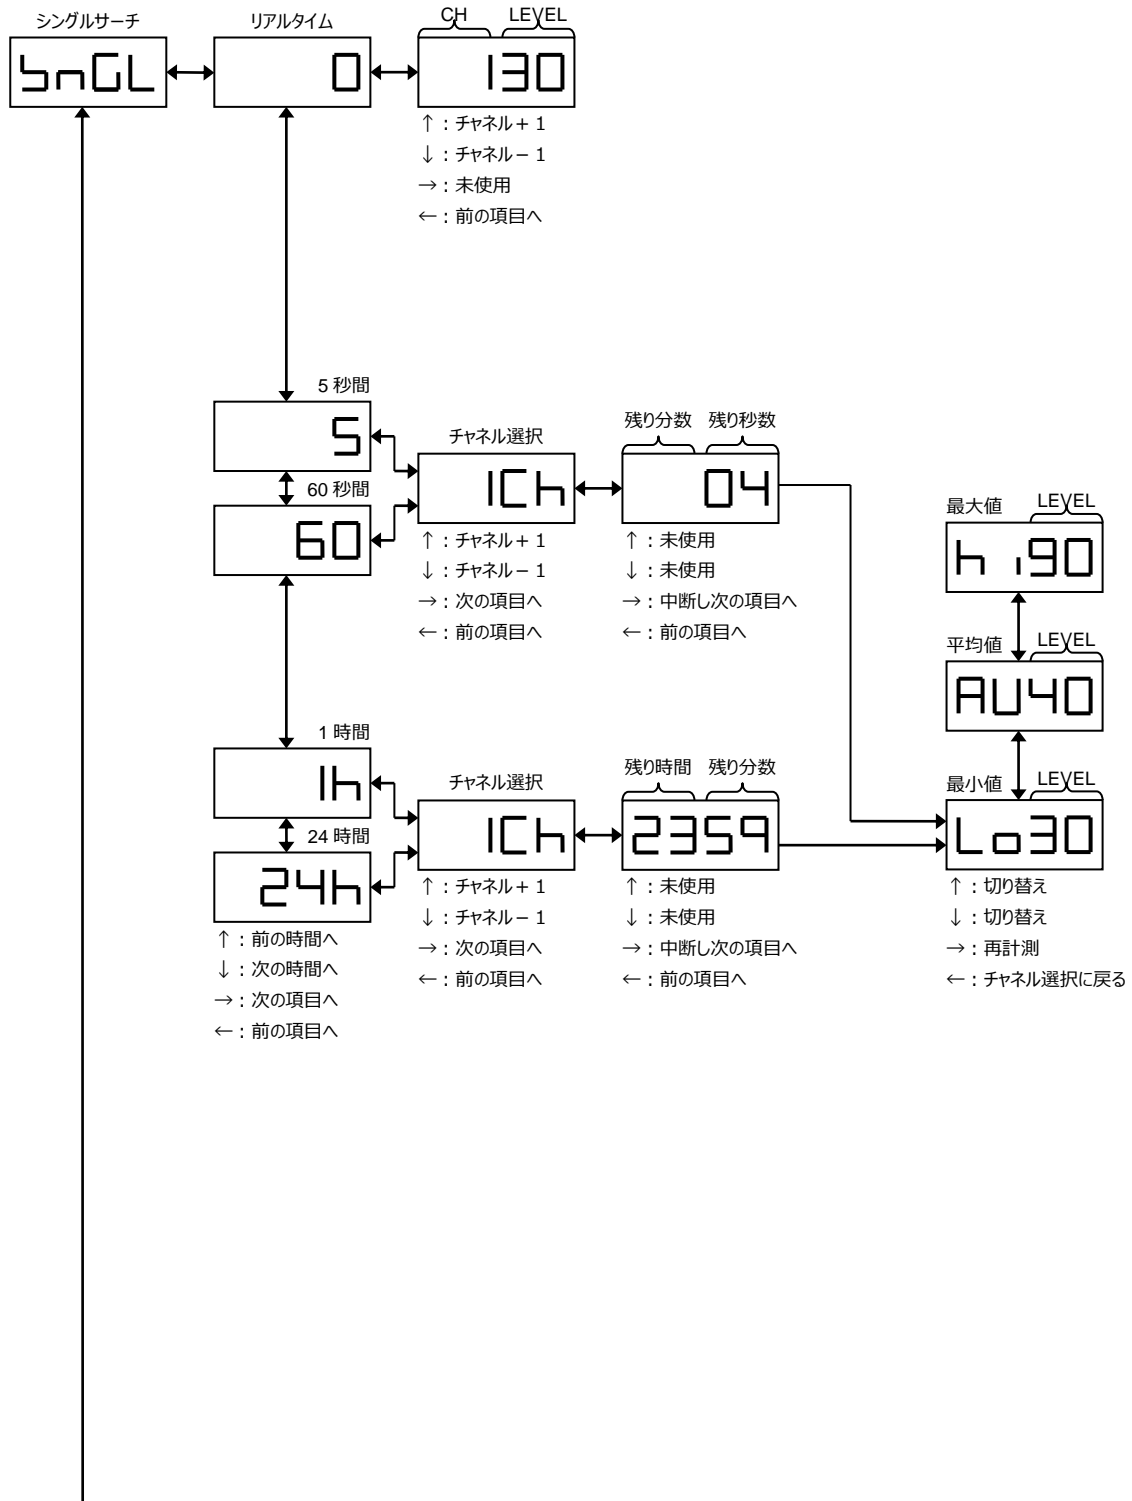 シングルサーチ
リアルタイム
CH LEVEL
SnGL
0
130
↑:チャネル+1
↓:チャネル-1
→:未使用
←:前の項目へ
5 秒間
5
60 秒間
60
チャネル選択
1Ch
↑:チャネル+1
↓:チャネル-1
→:次の項目へ
←:前の項目へ
残り分数 残り秒数
04
↑:未使用
↓:未使用
→:中断し次の項目へ
←:前の項目へ
最大値 LEVEL
hi90
平均値 LEVEL
AU40
最小値 LEVEL
Lo30
↑:切り替え
↓:切り替え
→:再計測
←:チャネル選択に戻る
1 時間
1h
24 時間
24h
↑:前の時間へ
↓:次の時間へ
→:次の項目へ
←:前の項目へ
チャネル選択
1Ch
↑:チャネル+1
↓:チャネル-1
→:次の項目へ
←:前の項目へ
残り時間 残り分数
2359
↑:未使用
↓:未使用
→:中断し次の項目へ
←:前の項目へ